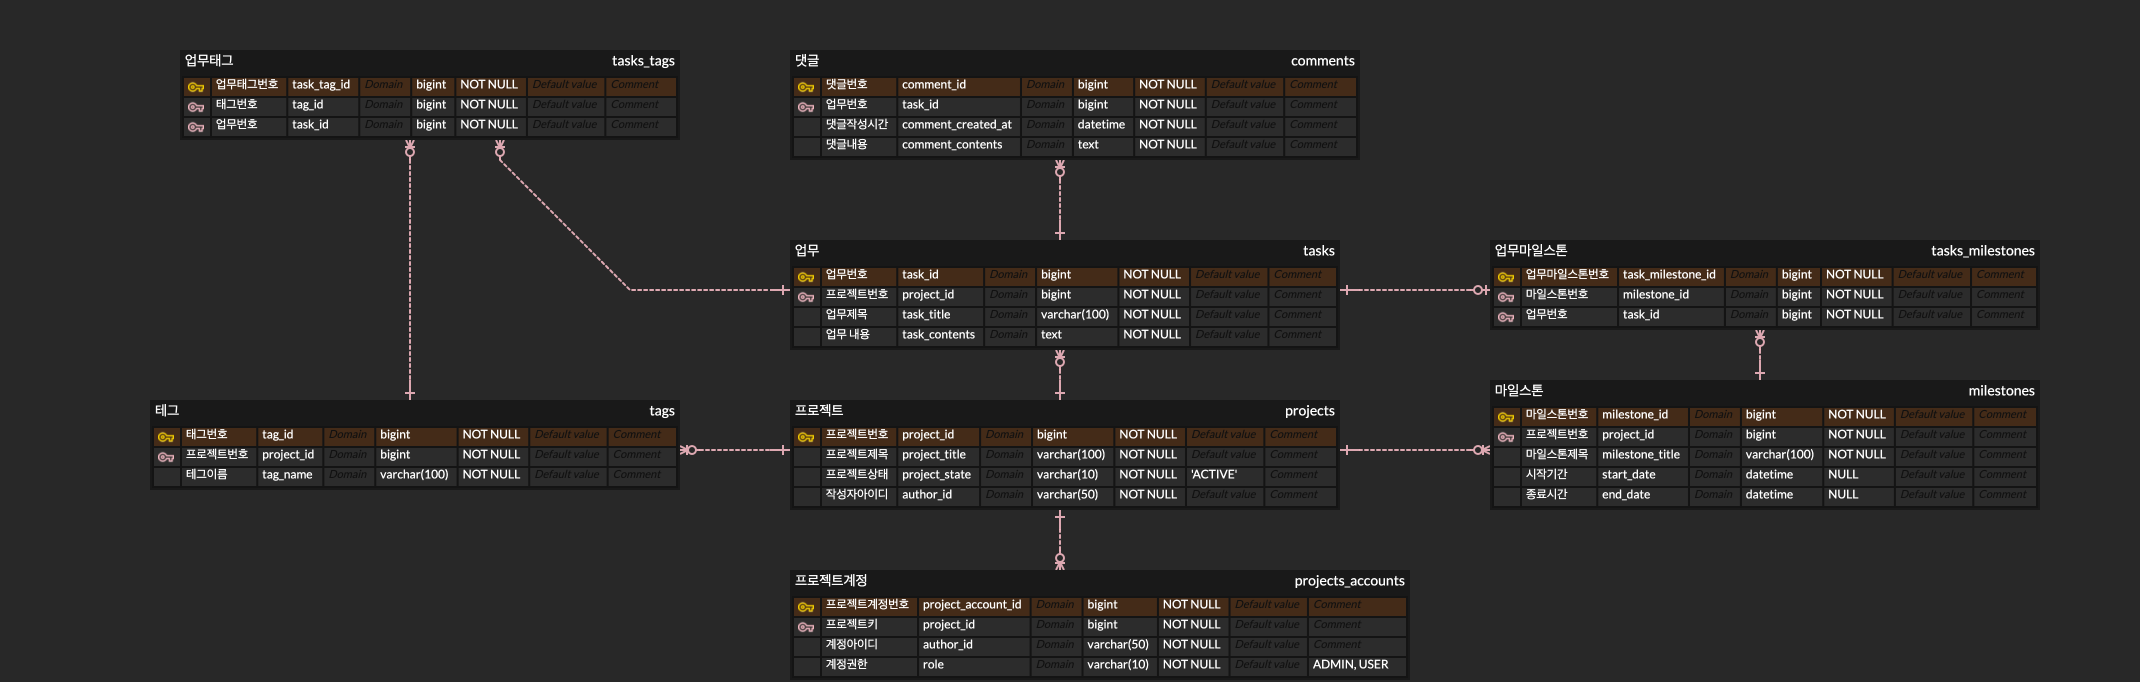 업무태그 tasks_tags
업무태그번호 task_tag_id Domain bigint NOT NULL Default value Comment
태그번호 tag_id Domain bigint NOT NULL Default value Comment
업무번호 task_id Domain bigint NOT NULL Default value Comment
댓글 comments
댓글번호 comment_id Domain bigint NOT NULL Default value Comment
업무번호 task_id Domain bigint NOT NULL Default value Comment
댓글작성시간 comment_created_at Domain datetime NOT NULL Default value Comment
댓글내용 comment_contents Domain text NOT NULL Default value Comment
업무 tasks
업무번호 task_id Domain bigint NOT NULL Default value Comment
프로젝트번호 project_id Domain bigint NOT NULL Default value Comment
업무제목 task_title Domain varchar(100) NOT NULL Default value Comment
업무 내용 task_contents Domain text NOT NULL Default value Comment
업무마일스톤 tasks_milestones
업무마일스톤번호 task_milestone_id Domain bigint NOT NULL Default value Comment
마일스톤번호 milestone_id Domain bigint NOT NULL Default value Comment
업무번호 task_id Domain bigint NOT NULL Default value Comment
테그 tags
태그번호 tag_id Domain bigint NOT NULL Default value Comment
프로젝트번호 project_id Domain bigint NOT NULL Default value Comment
테그이름 tag_name Domain varchar(100) NOT NULL Default value Comment
프로젝트 projects
프로젝트번호 project_id Domain bigint NOT NULL Default value Comment
프로젝트제목 project_title Domain varchar(100) NOT NULL Default value Comment
프로젝트상태 project_state Domain varchar(10) NOT NULL 'ACTIVE' Comment
작성자아이디 author_id Domain varchar(50) NOT NULL Default value Comment
마일스톤 milestones
마일스톤번호 milestone_id Domain bigint NOT NULL Default value Comment
프로젝트번호 project_id Domain bigint NOT NULL Default value Comment
마일스톤제목 milestone_title Domain varchar(100) NOT NULL Default value Comment
시작기간 start_date Domain datetime NULL Default value Comment
종료시간 end_date Domain datetime NULL Default value Comment
프로젝트계정 projects_accounts
프로젝트계정번호 project_account_id Domain bigint NOT NULL Default value Comment
프로젝트키 project_id Domain bigint NOT NULL Default value Comment
계정아이디 author_id Domain varchar(50) NOT NULL Default value Comment
계정권한 role Domain varchar(10) NOT NULL Default value ADMIN, USER